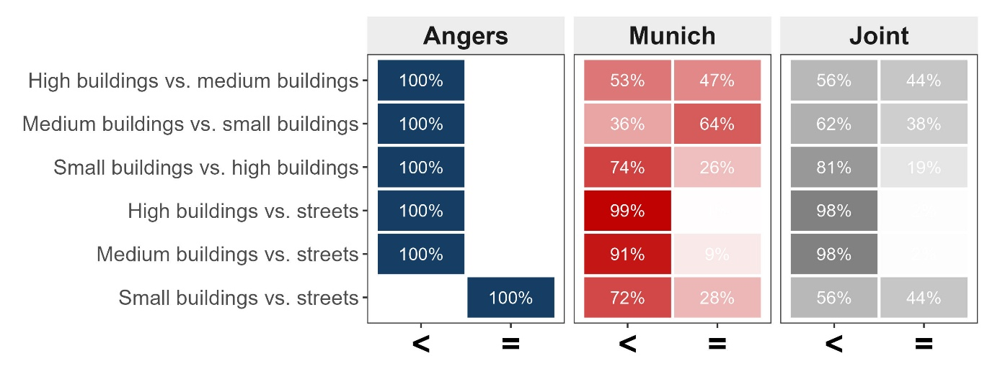 Angers Munich Joint
High buildings vs. medium buildings 100% 53% 47% 56% 44%
Medium buildings vs. small buildings 100% 36% 64% 62% 38%
Small buildings vs. high buildings 100% 74% 26% 81% 19%
High buildings vs. streets 100% 99% 98%
Medium buildings vs. streets 100% 91% 9% 98%
Small buildings vs. streets 100% 72% 28% 56% 44%
< = < = < =